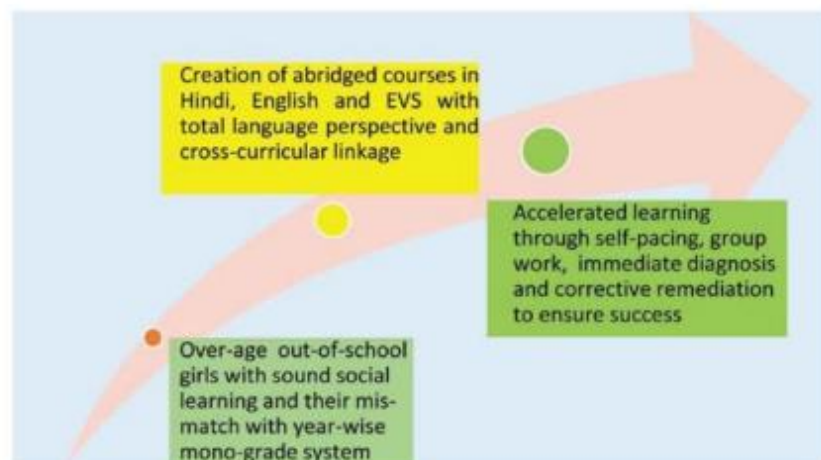 Creation of abridged courses in
Hindi, English and EVS with
total language perspective and
cross-curricular linkage
Accelerated learning
through self-pacing, group
work, immediate diagnosis
and corrective remediation
to ensure success
Over-age out-of-school
girls with sound social
learning and their mis-
match with year-wise
mono-grade system